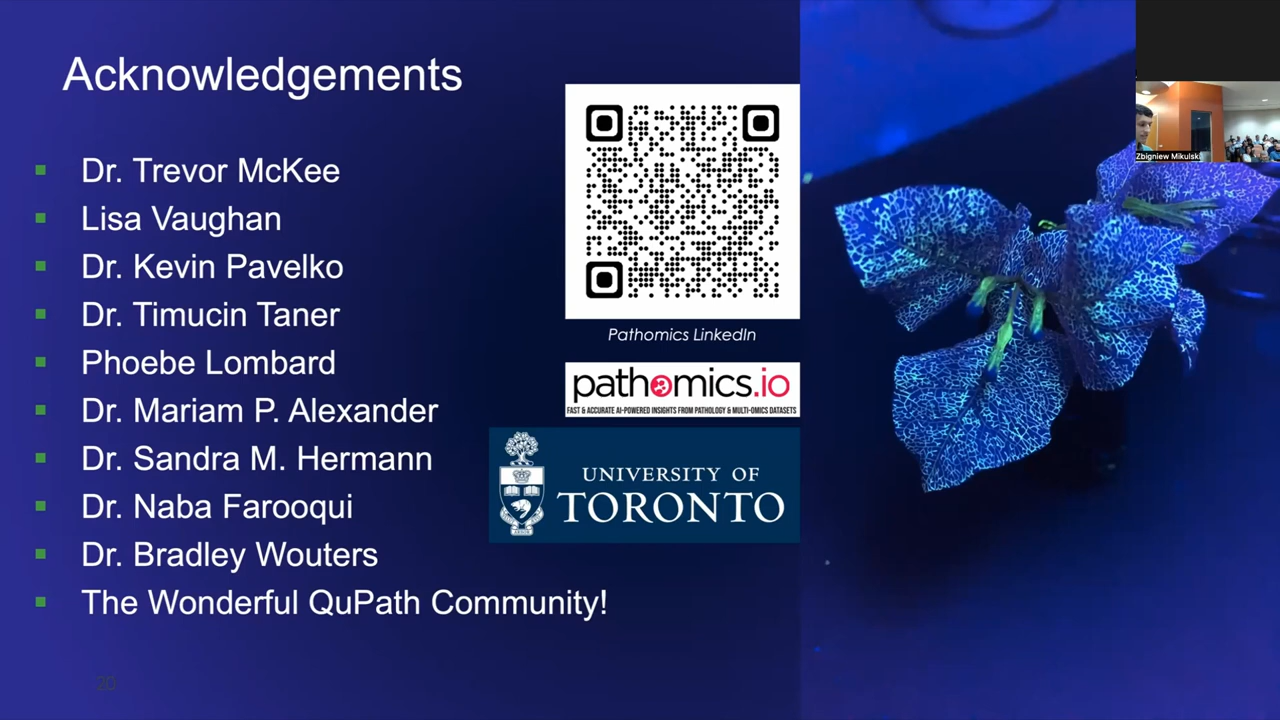 Acknowledgements
Dr. Trevor McKee
Lisa Vaughan
Dr. Kevin Pavelko
Dr. Timucin Taner
Phoebe Lombard
Dr. Mariam P. Alexander
Dr. Sandra M. Hermann
Dr. Naba Farooqui
Dr. Bradley Wouters
The Wonderful QuPath Community!
20
Pathomics LinkedIn
pathomics.io
FAST & ACCURATE AI-POWERED INSIGHTS FROM PATHOLOGY & MULTI-OMICS DATASETS
UNIVERSITY OF
TORONTO
Zbigniew Mikulski